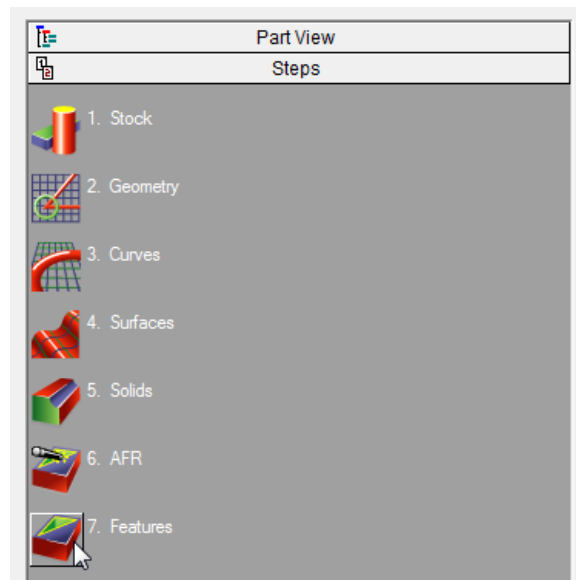 Part View
Steps
1. Stock
2. Geometry
3. Curves
4. Surfaces
5. Solids
6. AFR
7. Features